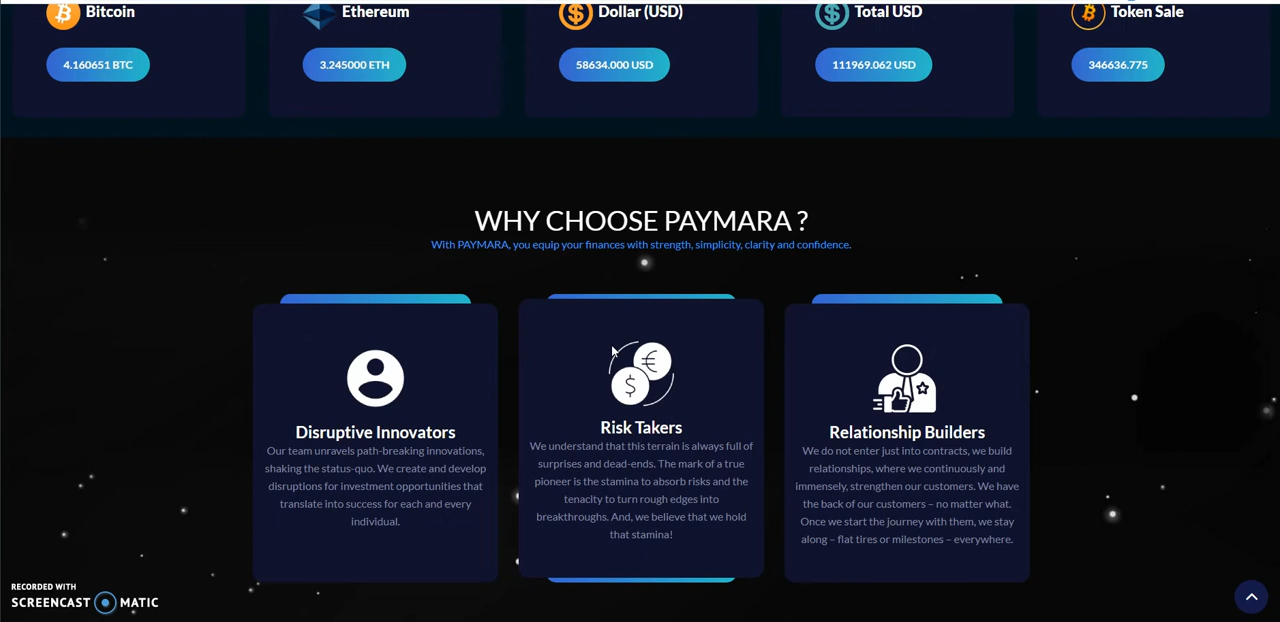 Bitcoin
Ethereum
Dollar (USD)
Total USD
Token Sale
4.160651 BTC
3.245000 ETH
58634.000 USD
111969.062 USD
346636.775
WHY CHOOSE PAYMARA ?
With PAYMARA, you equip your finances with strength, simplicity, clarity and confidence.
Disruptive Innovators
Our team unravels path-breaking innovations,
shaking the status-quo. We create and develop
disruptions for investment opportunities that
translate into success for each and every
individual.
Risk Takers
We understand that this terrain is always full of
surprises and dead-ends. The mark of a true
pioneer is the stamina to absorb risks and the
tenacity to turn rough edges into
breakthroughs. And, we believe that we hold
that stamina!
Relationship Builders
We do not enter just into contracts, we build
relationships, where we continuously and
immensely, strengthen our customers. We have
the back of our customers – no matter what.
Once we start the journey with them, we stay
along – flat tires or milestones – everywhere.
RECORDED WITH
SCREENCAST MATIC